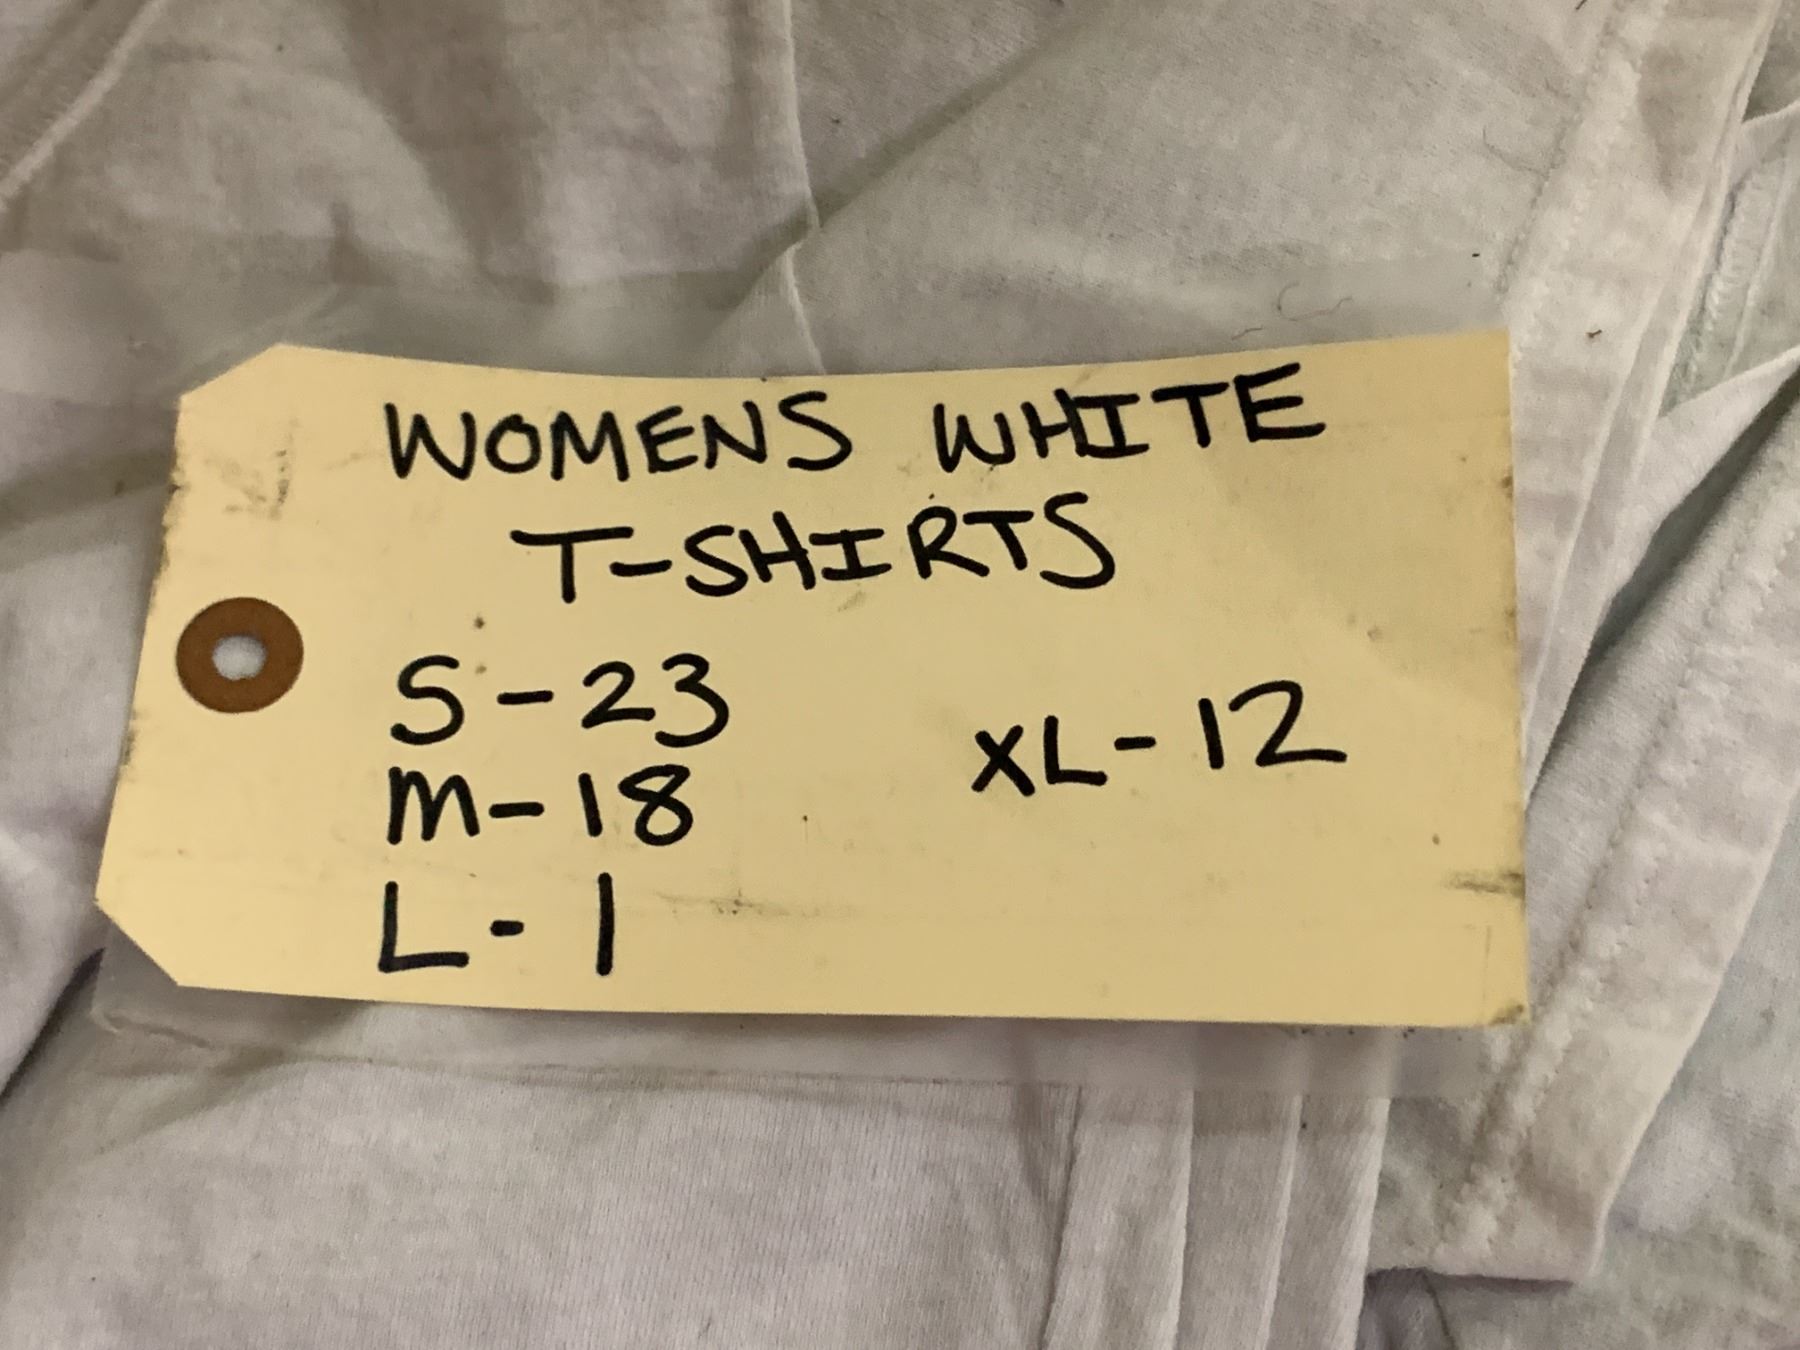 WOMENS WHITE
T-SHIRTS
S-23
M-18
L-1
XL-12